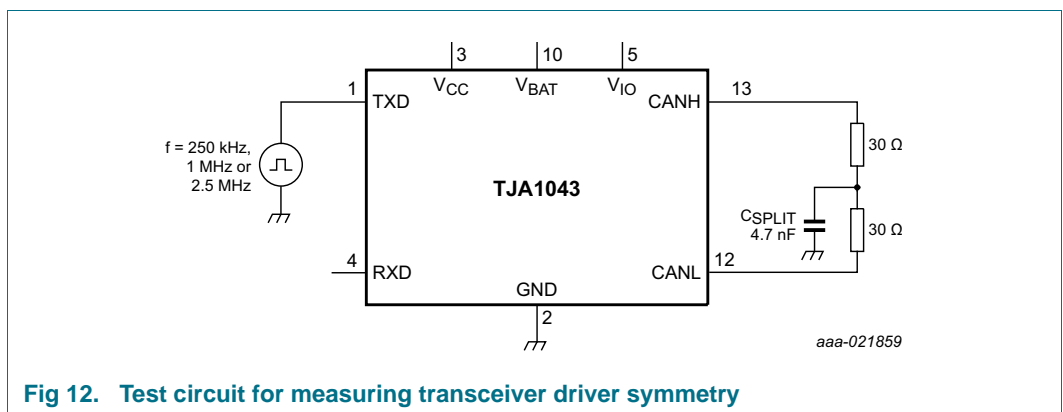 3
10
5
1
TXD
VCC
VBAT
VIO
CANH
13
f = 250 kHz,
1 MHz or
2.5 MHz
30 Ω
TJA1043
CSPLIT
4.7 nF
30 Ω
4
RXD
CANL
12
GND
2
aaa-021859
Fig 12. Test circuit for measuring transceiver driver symmetry